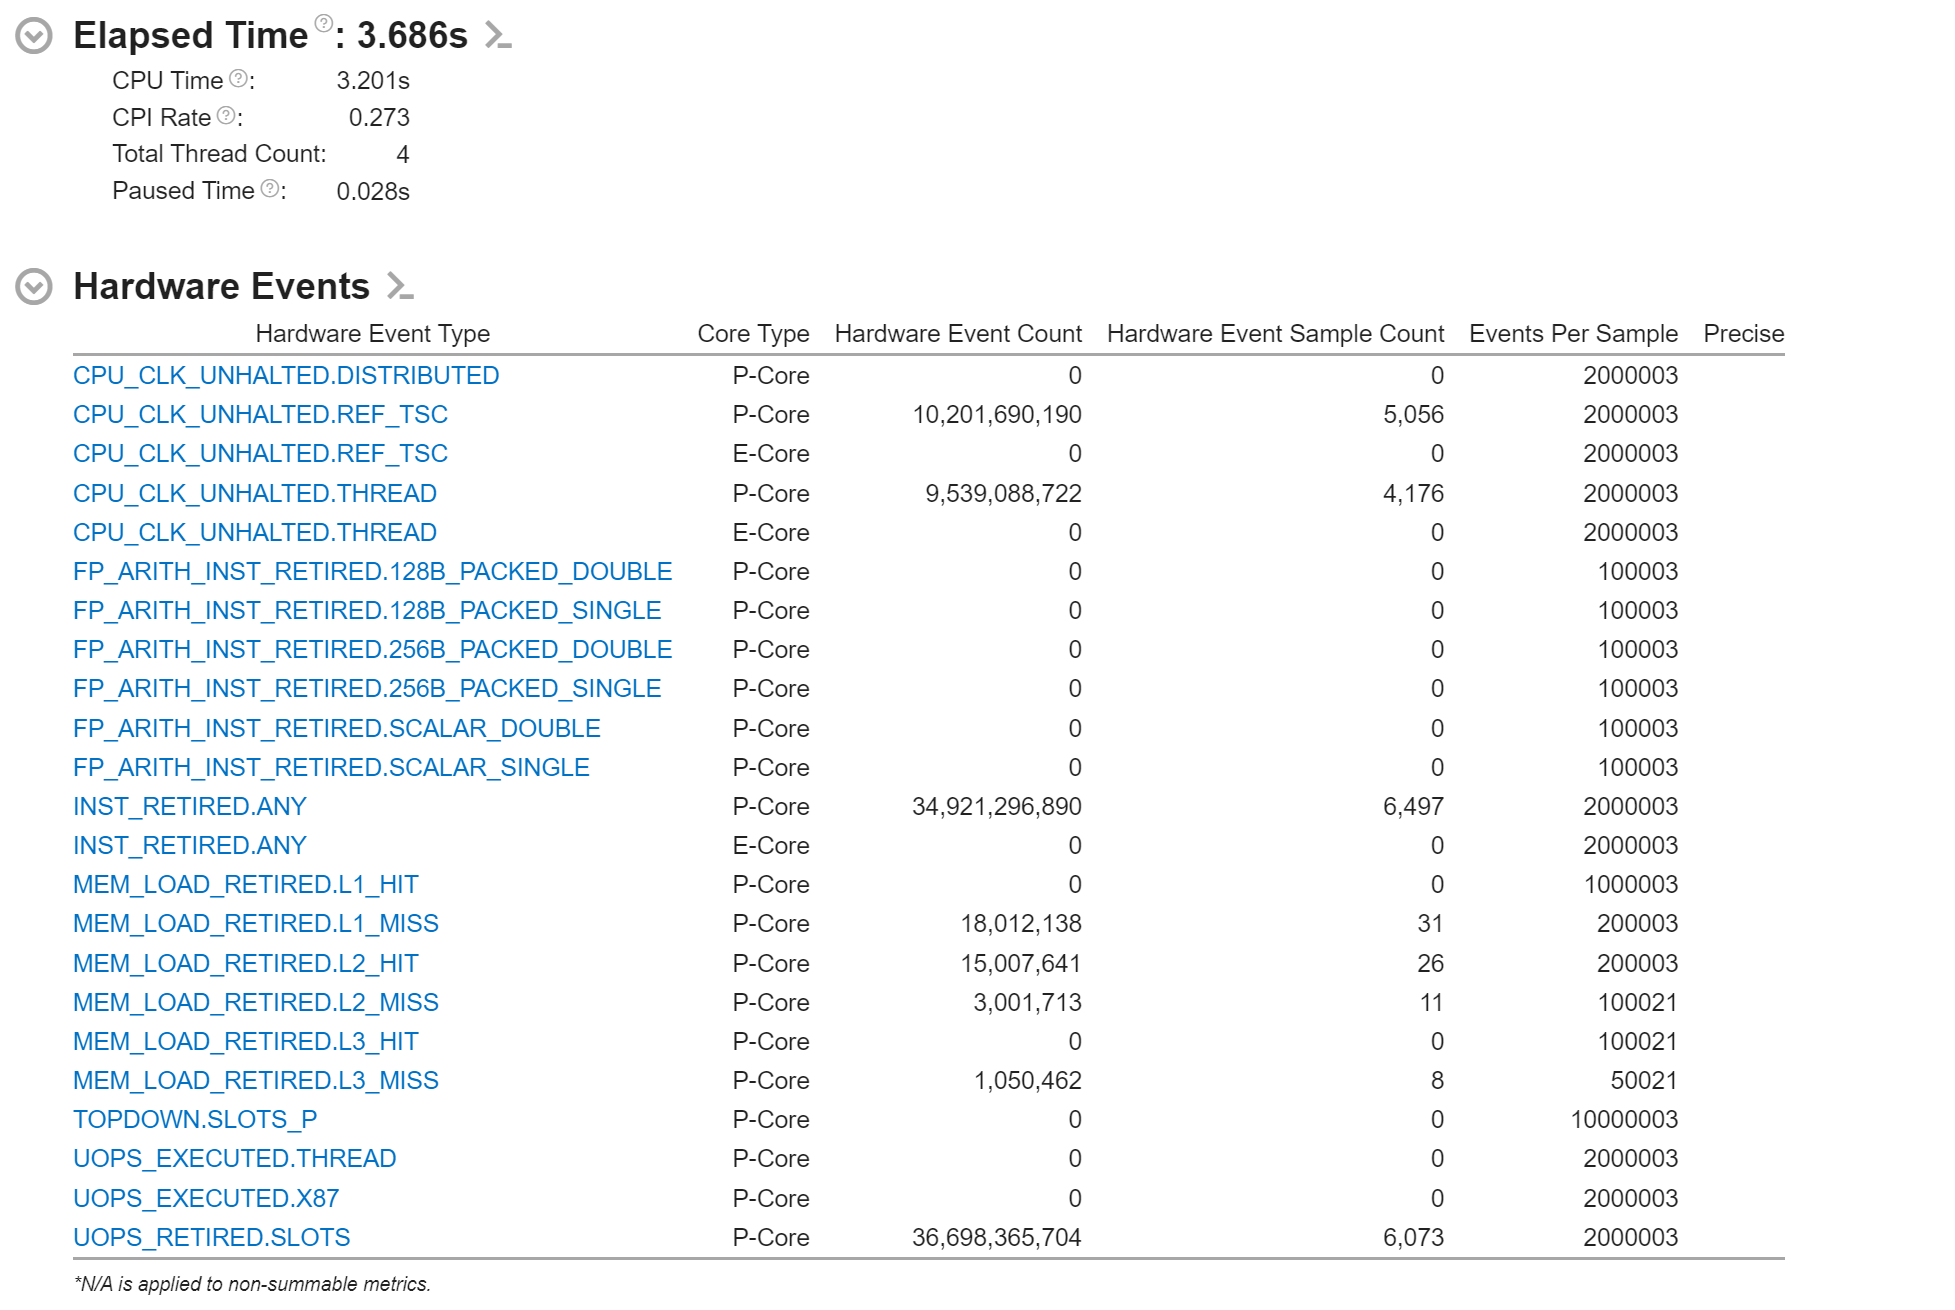 Elapsed Time ?: 3.686s
CPU Time ?: 3.201s
CPI Rate ?: 0.273
Total Thread Count: 4
Paused Time ?: 0.028s
Hardware Events
Hardware Event Type Core Type Hardware Event Count Hardware Event Sample Count Events Per Sample Precise
CPU_CLK_UNHALTED.DISTRIBUTED P-Core 0 0 2000003
CPU_CLK_UNHALTED.REF_TSC P-Core 10,201,690,190 5,056 2000003
CPU_CLK_UNHALTED.REF_TSC E-Core 0 0 2000003
CPU_CLK_UNHALTED.THREAD P-Core 9,539,088,722 4,176 2000003
CPU_CLK_UNHALTED.THREAD E-Core 0 0 2000003
FP_ARITH_INST_RETIRED.128B_PACKED_DOUBLE P-Core 0 0 100003
FP_ARITH_INST_RETIRED.128B_PACKED_SINGLE P-Core 0 0 100003
FP_ARITH_INST_RETIRED.256B_PACKED_DOUBLE P-Core 0 0 100003
FP_ARITH_INST_RETIRED.256B_PACKED_SINGLE P-Core 0 0 100003
FP_ARITH_INST_RETIRED.SCALAR_DOUBLE P-Core 0 0 100003
FP_ARITH_INST_RETIRED.SCALAR_SINGLE P-Core 0 0 100003
INST_RETIRED.ANY P-Core 34,921,296,890 6,497 2000003
INST_RETIRED.ANY E-Core 0 0 2000003
MEM_LOAD_RETIRED.L1_HIT P-Core 0 0 1000003
MEM_LOAD_RETIRED.L1_MISS P-Core 18,012,138 31 200003
MEM_LOAD_RETIRED.L2_HIT P-Core 15,007,641 26 200003
MEM_LOAD_RETIRED.L2_MISS P-Core 3,001,713 11 100021
MEM_LOAD_RETIRED.L3_HIT P-Core 0 0 100021
MEM_LOAD_RETIRED.L3_MISS P-Core 1,050,462 8 50021
TOPDOWN.SLOTS_P P-Core 0 0 10000003
UOPS_EXECUTED.THREAD P-Core 0 0 2000003
UOPS_EXECUTED.X87 P-Core 0 0 2000003
UOPS_RETIRED.SLOTS P-Core 36,698,365,704 6,073 2000003
*N/A is applied to non-summable metrics.